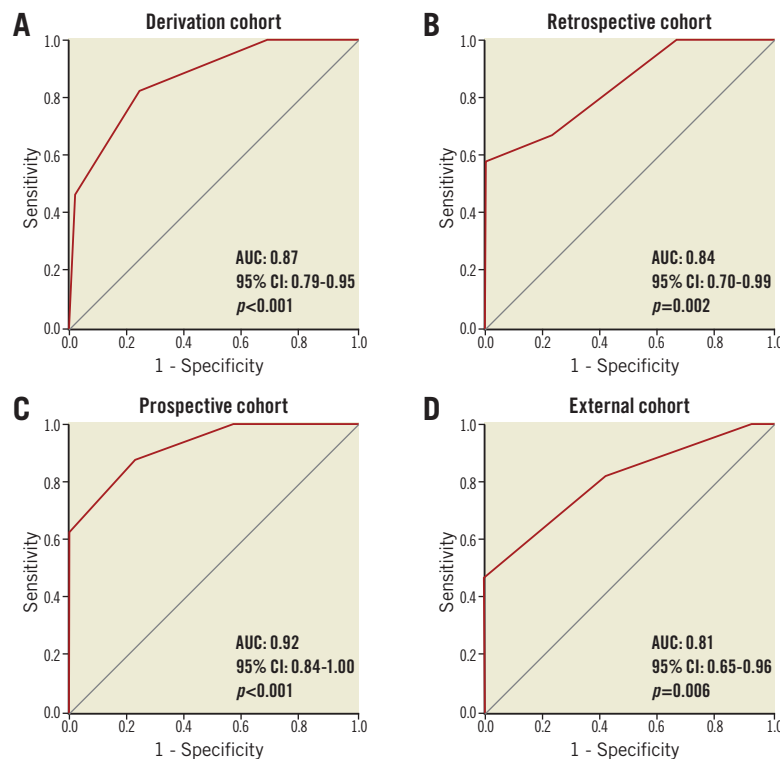 A
Derivation cohort
1.0
0.8
0.6
0.4
0.2
0.0
Sensitivity
AUC: 0.87
95% CI: 0.79-0.95
p<0.001
0.0 0.2 0.4 0.6 0.8 1.0
1 - Specificity
B
Retrospective cohort
1.0
0.8
0.6
0.4
0.2
0.0
Sensitivity
AUC: 0.84
95% CI: 0.70-0.99
p=0.002
0.0 0.2 0.4 0.6 0.8 1.0
1 - Specificity
C
Prospective cohort
1.0
0.8
0.6
0.4
0.2
0.0
Sensitivity
AUC: 0.92
95% CI: 0.84-1.00
p<0.001
0.0 0.2 0.4 0.6 0.8 1.0
1 - Specificity
D
External cohort
1.0
0.8
0.6
0.4
0.2
0.0
Sensitivity
AUC: 0.81
95% CI: 0.65-0.96
p=0.006
0.0 0.2 0.4 0.6 0.8 1.0
1 - Specificity